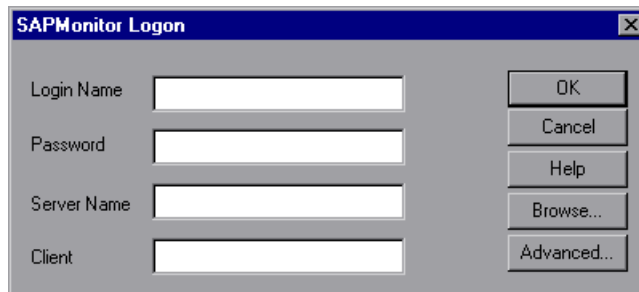 SAPMonitor Logon
Login Name
OK
Cancel
Password
Help
Server Name
Browse...
Client
Advanced...